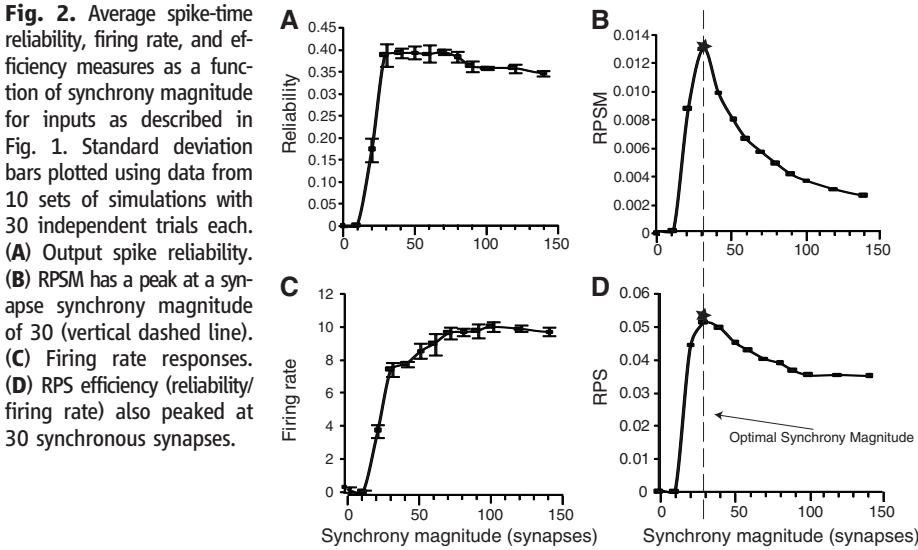 Fig. 2. Average spike-time
reliability, firing rate, and ef-
ficiency measures as a func-
tion of synchrony magnitude
for inputs as described in
Fig. 1. Standard deviation
bars plotted using data from
10 sets of simulations with
30 independent trials each.
(A) Output spike reliability.
(B) RPSM has a peak at a syn-
apse synchrony magnitude
of 30 (vertical dashed line).
(C) Firing rate responses.
(D) RPS efficiency (reliability/
firing rate) also peaked at
30 synchronous synapses.
A
Reliability
0.45
0.40
0.35
0.03
0.25
0.20
0.15
0.10
0.05
0
0 50 100 150
B
RPSM
0.014
0.012
0.010
0.008
0.006
0.004
0.002
0
0 50 100 150
C
Firing rate
12
10
8
6
4
2
0
0 50 100 150
Synchrony magnitude (synapses)
D
RPS
0.06
0.05
0.04
0.03
0.02
0.01
0
Optimal Synchrony Magnitude
0 50 100 150
Synchrony magnitude (synapses)